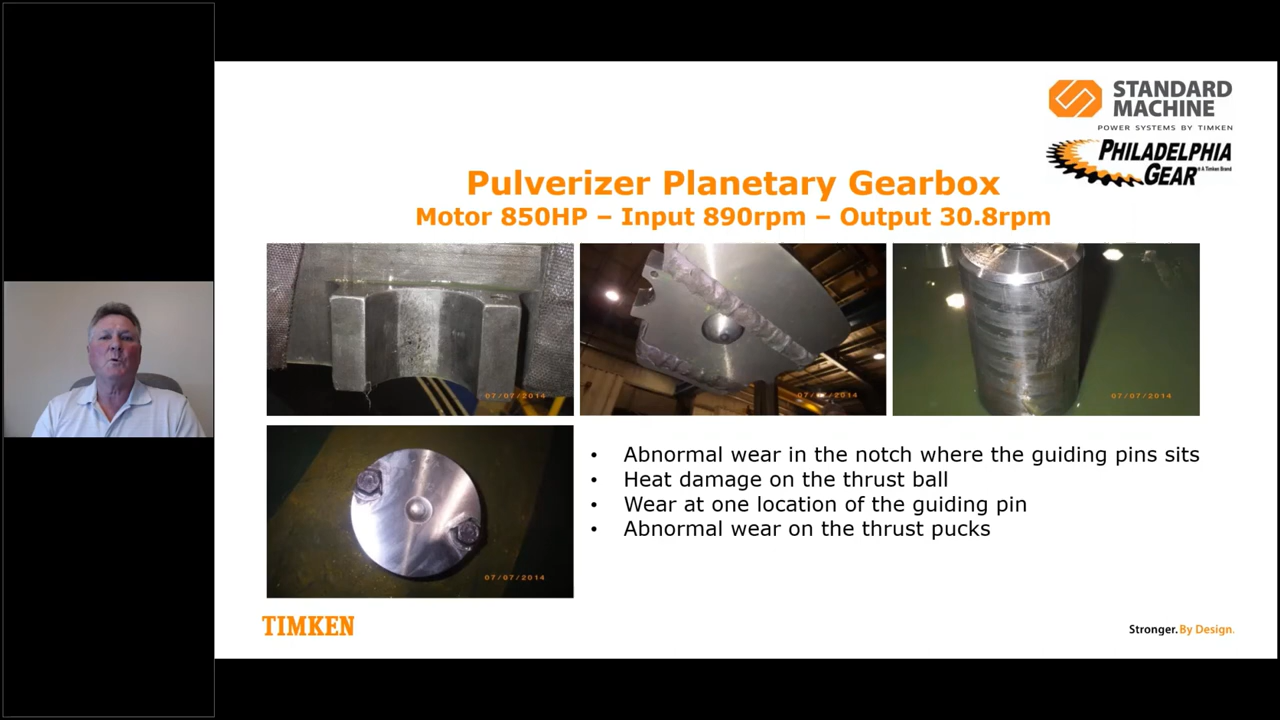 STANDARD
MACHINE
POWER SYSTEMS BY TIMKEN
PHILADELPHIA
GEAR
A Timken Brand
Pulverizer Planetary Gearbox
Motor 850HP – Input 890rpm – Output 30.8rpm
07/07/2014
07/07/2014
07/07/2014
07/07/2014
• Abnormal wear in the notch where the guiding pins sits
• Heat damage on the thrust ball
• Wear at one location of the guiding pin
• Abnormal wear on the thrust pucks
TIMKEN
Stronger. By Design.